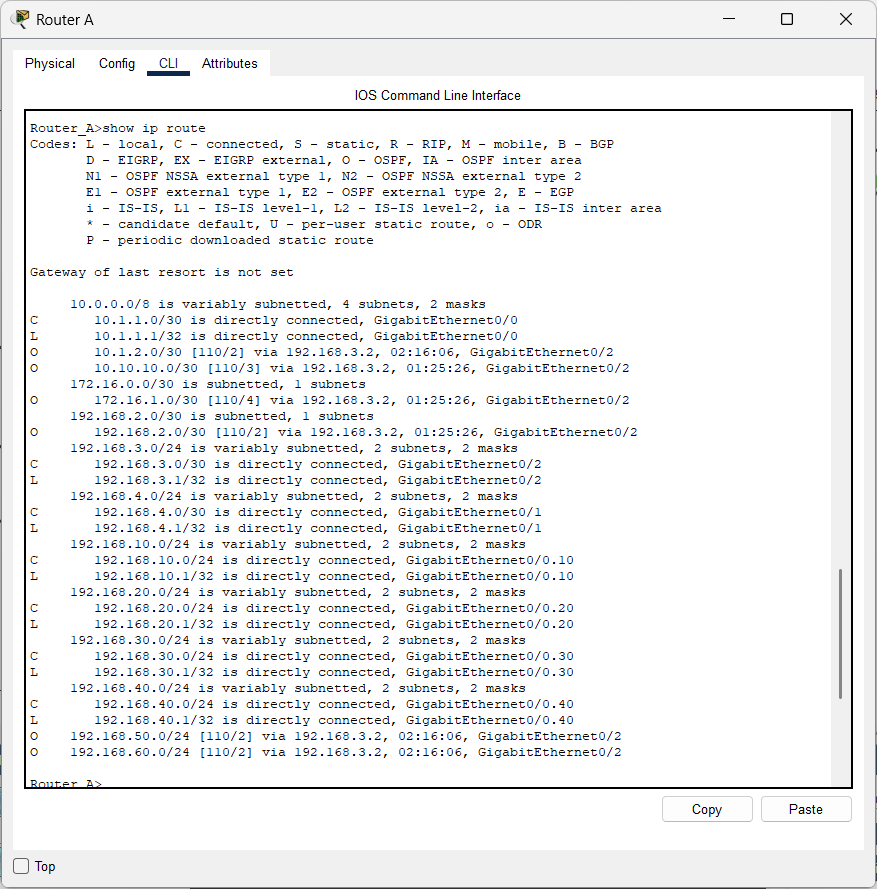 Router A
Physical Config CLI Attributes
IOS Command Line Interface
Router_A>show ip route
Codes: L - local, C - connected, S - static, R - RIP, M - mobile, B - BGP
D - EIGRP, EX - EIGRP external, O - OSPF, IA - OSPF inter area
N1 - OSPF NSSA external type 1, N2 - OSPF NSSA external type 2
E1 - OSPF external type 1, E2 - OSPF external type 2, E - EGP
i - IS-IS, L1 - IS-IS level-1, L2 - IS-IS level-2, ia - IS-IS inter area
* - candidate default, U - per-user static route, o - ODR
P - periodic downloaded static route
Gateway of last resort is not set
10.0.0.0/8 is variably subnetted, 4 subnets, 2 masks
C 10.1.1.0/30 is directly connected, GigabitEthernet0/0
L 10.1.1.1/32 is directly connected, GigabitEthernet0/0
O 10.1.2.0/30 [110/2] via 192.168.3.2, 02:16:06, GigabitEthernet0/2
O 10.10.10.0/30 [110/3] via 192.168.3.2, 01:25:26, GigabitEthernet0/2
172.16.0.0/30 is subnetted, 1 subnets
O 172.16.1.0/30 [110/4] via 192.168.3.2, 01:25:26, GigabitEthernet0/2
192.168.2.0/30 is subnetted, 1 subnets
O 192.168.2.0/30 [110/2] via 192.168.3.2, 01:25:26, GigabitEthernet0/2
192.168.3.0/24 is variably subnetted, 2 subnets, 2 masks
C 192.168.3.0/30 is directly connected, GigabitEthernet0/2
L 192.168.3.1/32 is directly connected, GigabitEthernet0/2
192.168.4.0/24 is variably subnetted, 2 subnets, 2 masks
C 192.168.4.0/30 is directly connected, GigabitEthernet0/1
L 192.168.4.1/32 is directly connected, GigabitEthernet0/1
192.168.10.0/24 is variably subnetted, 2 subnets, 2 masks
C 192.168.10.0/24 is directly connected, GigabitEthernet0/0.10
L 192.168.10.1/32 is directly connected, GigabitEthernet0/0.10
192.168.20.0/24 is variably subnetted, 2 subnets, 2 masks
C 192.168.20.0/24 is directly connected, GigabitEthernet0/0.20
L 192.168.20.1/32 is directly connected, GigabitEthernet0/0.20
192.168.30.0/24 is variably subnetted, 2 subnets, 2 masks
C 192.168.30.0/24 is directly connected, GigabitEthernet0/0.30
L 192.168.30.1/32 is directly connected, GigabitEthernet0/0.30
192.168.40.0/24 is variably subnetted, 2 subnets, 2 masks
C 192.168.40.0/24 is directly connected, GigabitEthernet0/0.40
L 192.168.40.1/32 is directly connected, GigabitEthernet0/0.40
O 192.168.50.0/24 [110/2] via 192.168.3.2, 02:16:06, GigabitEthernet0/2
O 192.168.60.0/24 [110/2] via 192.168.3.2, 02:16:06, GigabitEthernet0/2
Router_A>
Copy Paste
Top